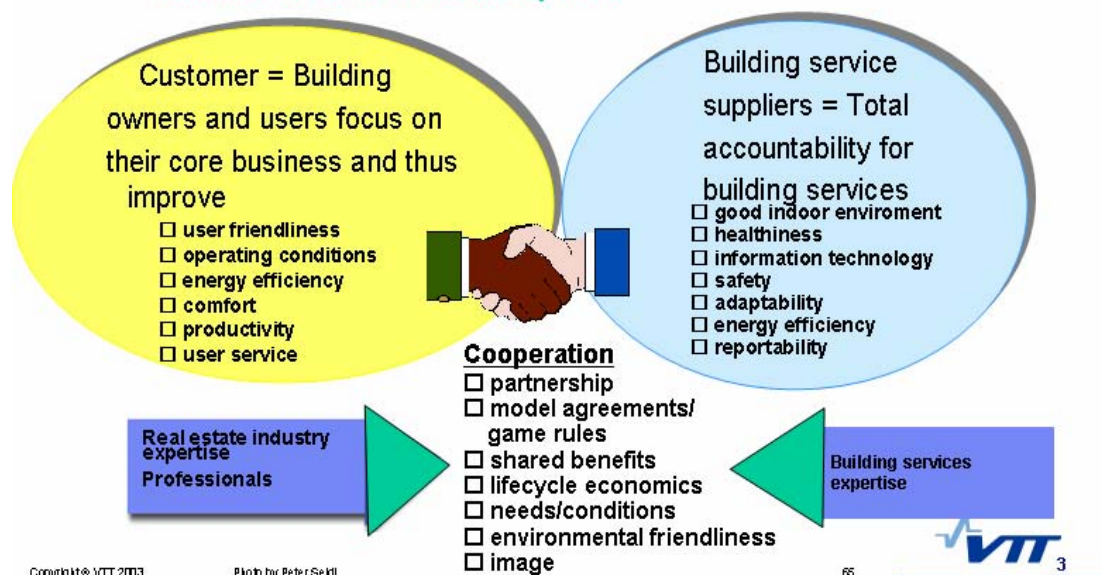 Customer = Building
owners and users focus on
their core business and thus
improve
☐ user friendliness
☐ operating conditions
☐ energy efficiency
☐ comfort
☐ productivity
☐ user service
Building service
suppliers = Total
accountability for
building services
☐ good indoor enviroment
☐ healthiness
☐ information technology
☐ safety
☐ adaptability
☐ energy efficiency
☐ reportability
Cooperation
☐ partnership
☐ model agreements/
game rules
☐ shared benefits
☐ lifecycle economics
☐ needs/conditions
☐ environmental friendliness
☐ image
Real estate industry
expertise
Professionals
Building services
expertise
Copyright © VTT 2003
Photo by Peter Seidl
65
VTT
3